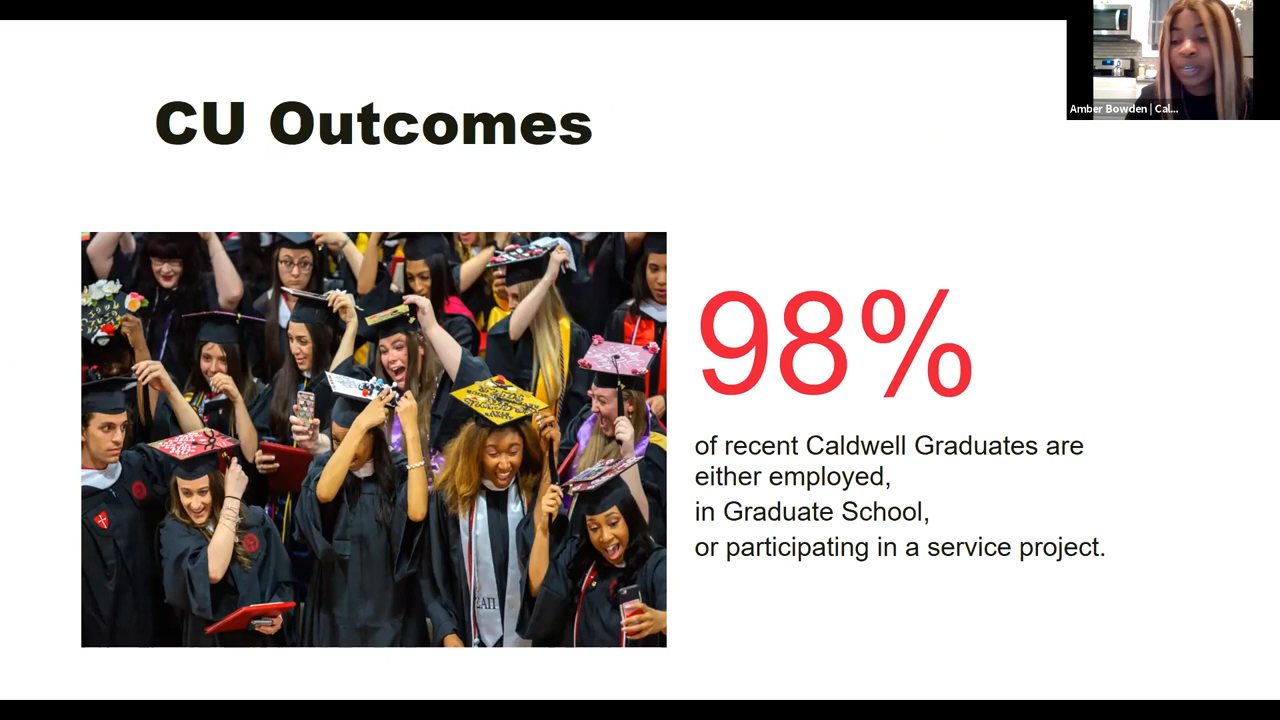 CU Outcomes
Amber Bowden | Cal...
98%
of recent Caldwell Graduates are
either employed,
in Graduate School,
or participating in a service project.